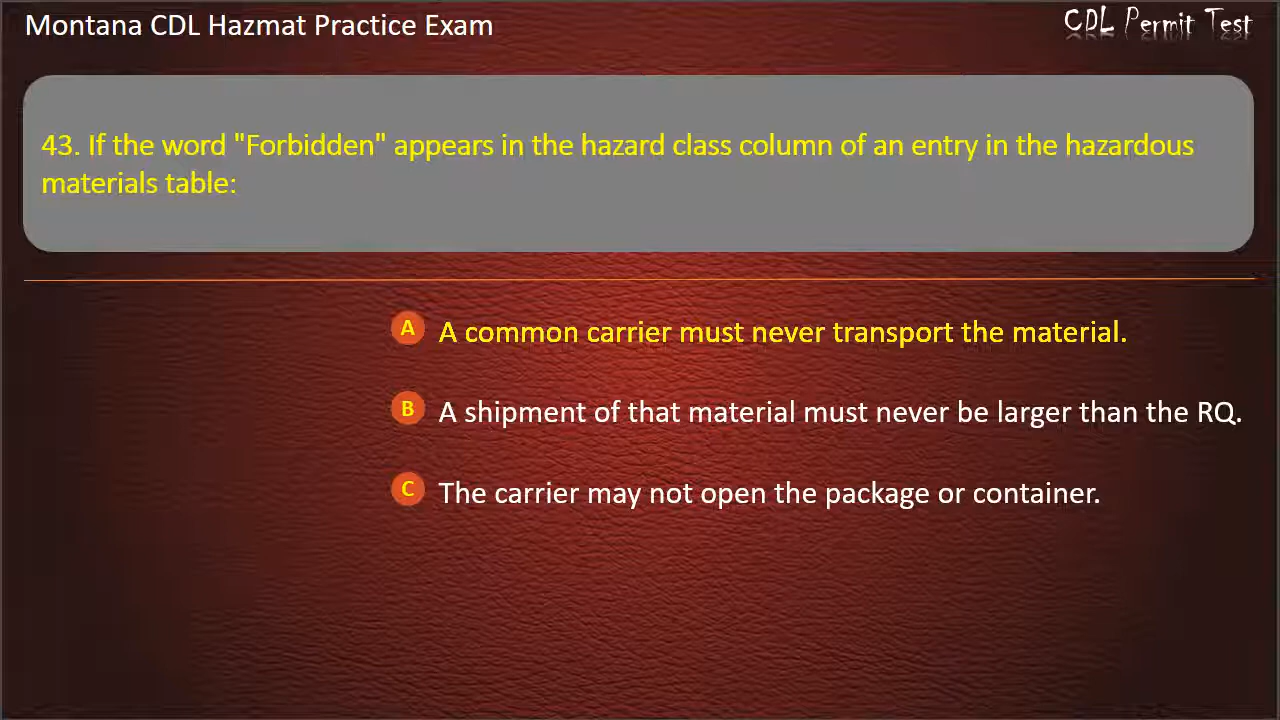 Montana CDL Hazmat Practice Exam
CDL Permit Test
43. If the word "Forbidden" appears in the hazard class column of an entry in the hazardous
materials table:
A A common carrier must never transport the material.
B A shipment of that material must never be larger than the RQ.
C The carrier may not open the package or container.